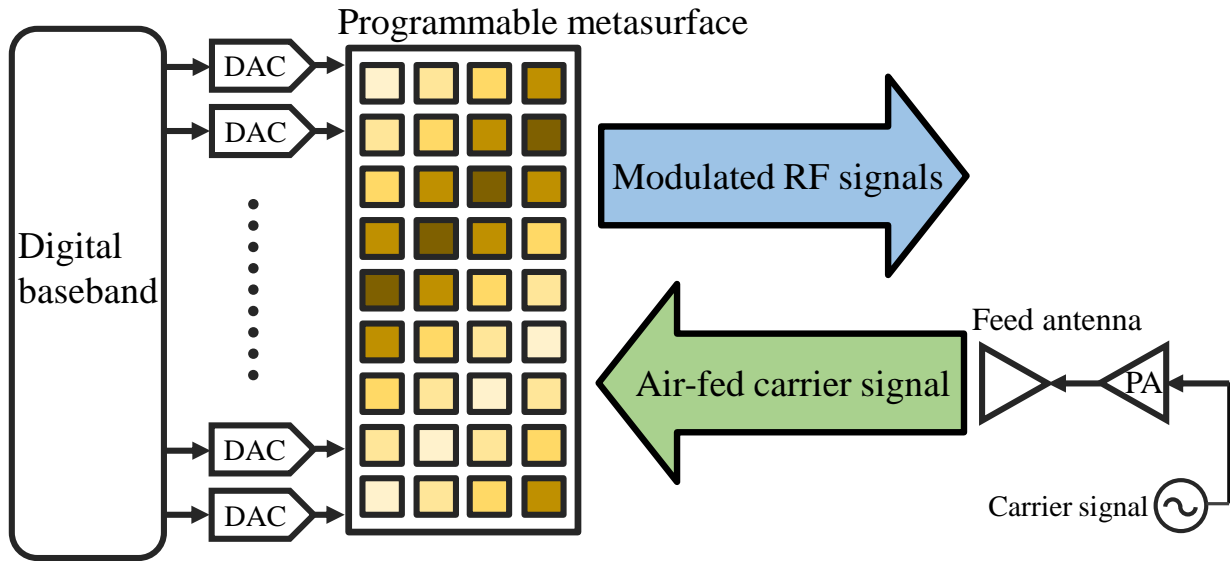 Programmable metasurface
DAC
DAC
Modulated RF signals
Digital
baseband
Feed antenna
Air-fed carrier signal
PA
DAC
DAC
Carrier signal